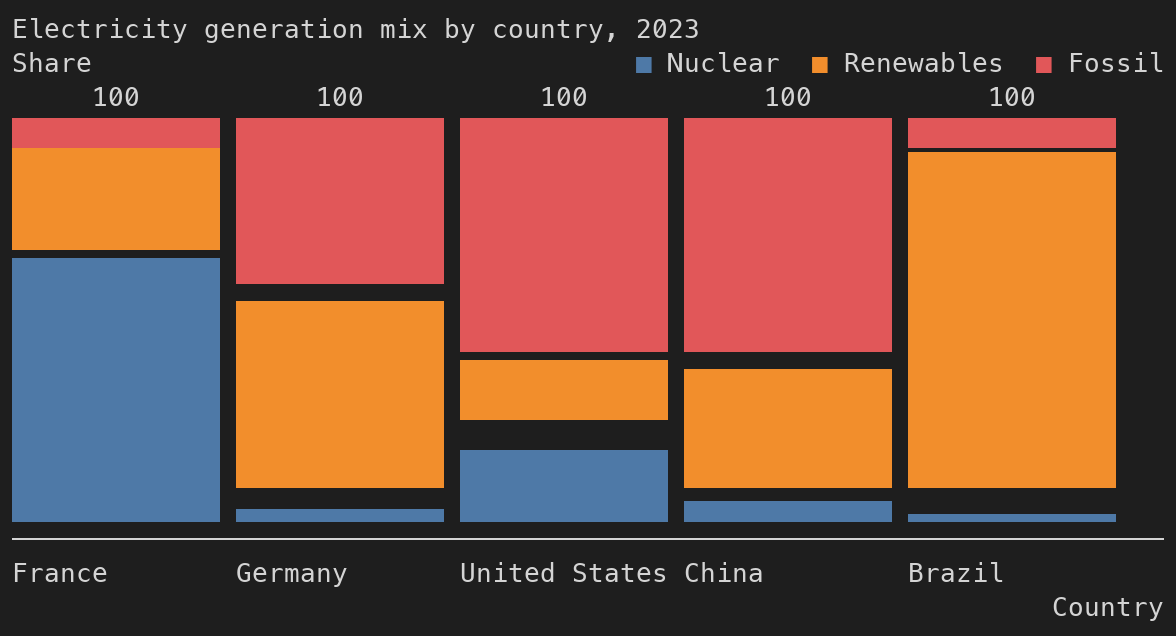 Electricity generation mix by country, 2023
Share ■ Nuclear ■ Renewables ■ Fossil
100 100 100 100 100
France Germany United States China Brazil
Country